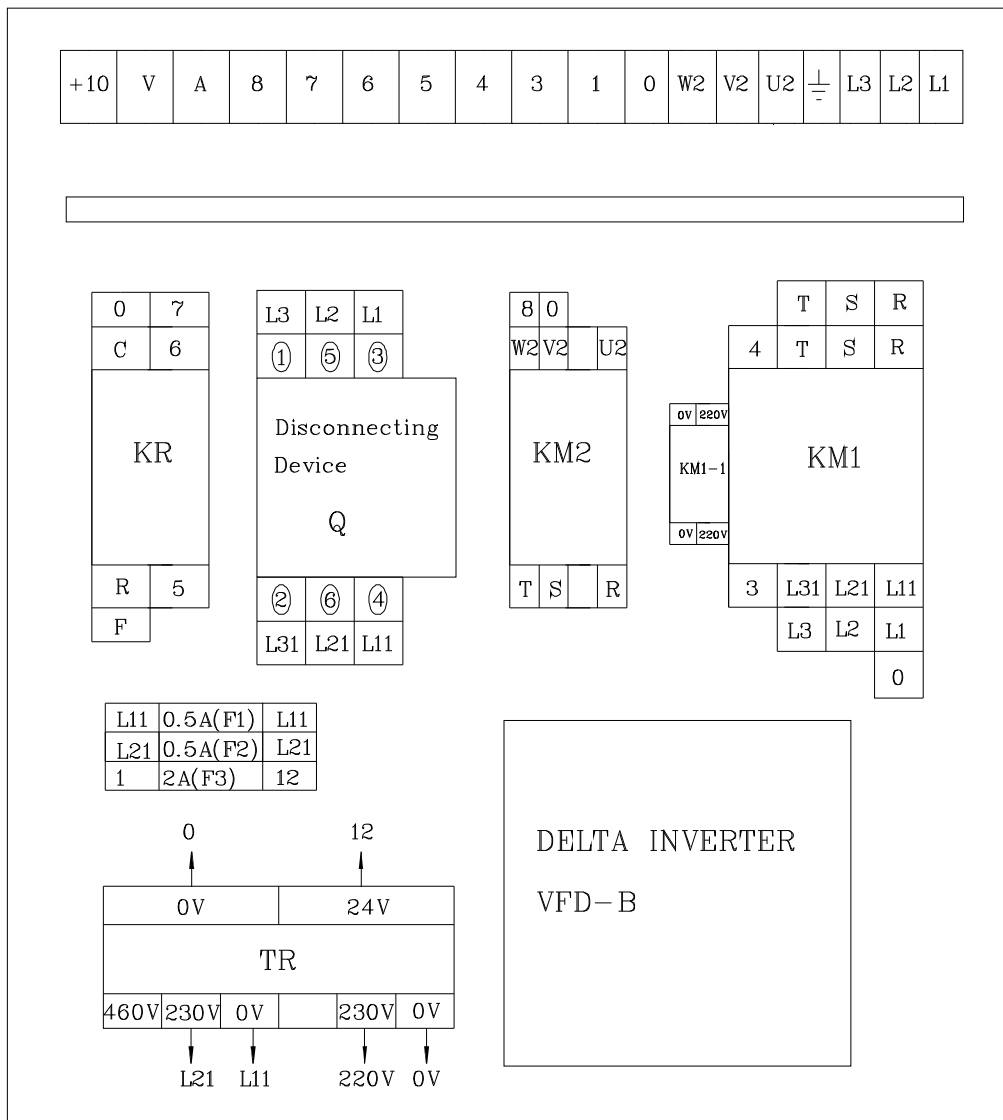 +10 V A 8 7 6 5 4 3 1 0 W2 V2 U2 L3 L2 L1
0 7
C 6
KR
R 5
F
L3 L2 L1
① ⑤ ③
Disconnecting
Device
Q
② ⑥ ④
L31 L21 L11
8 0
W2 V2 U2
KM2
T S R
T S R
4 T S R
0V 220V
KM1-1
0V 220V
KM1
3 L31 L21 L11
L3 L2 L1
0
L11 0.5A(F1) L11
L21 0.5A(F2) L21
1 2A(F3) 12
0 12
0V 24V
TR
460V 230V 0V 230V 0V
L21 L11 220V 0V
DELTA INVERTER
VFD-B